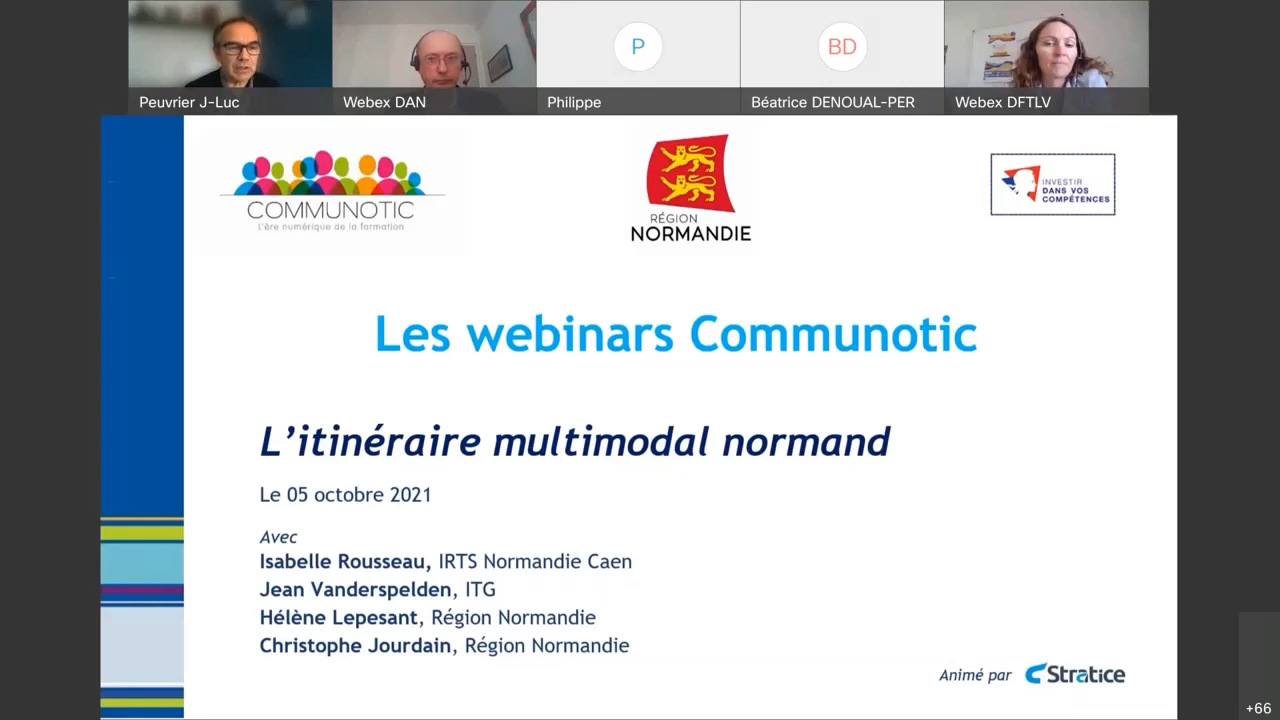 Peuvrier J-Luc
Webex DAN
P
Philippe
BD
Béatrice DENOUAL-PER
Webex DFTLV
COMMUNOTIC
L'ère numérique de la formation
RÉGION
NORMANDIE
INVESTIR
DANS VOS
COMPÉTENCES
Les webinars Communotic
L'itinéraire multimodal normand
Le 05 octobre 2021
Avec
Isabelle Rousseau, IRTS Normandie Caen
Jean Vanderspelden, ITG
Hélène Lepesant, Région Normandie
Christophe Jourdain, Région Normandie
Animé par Stratice
+66